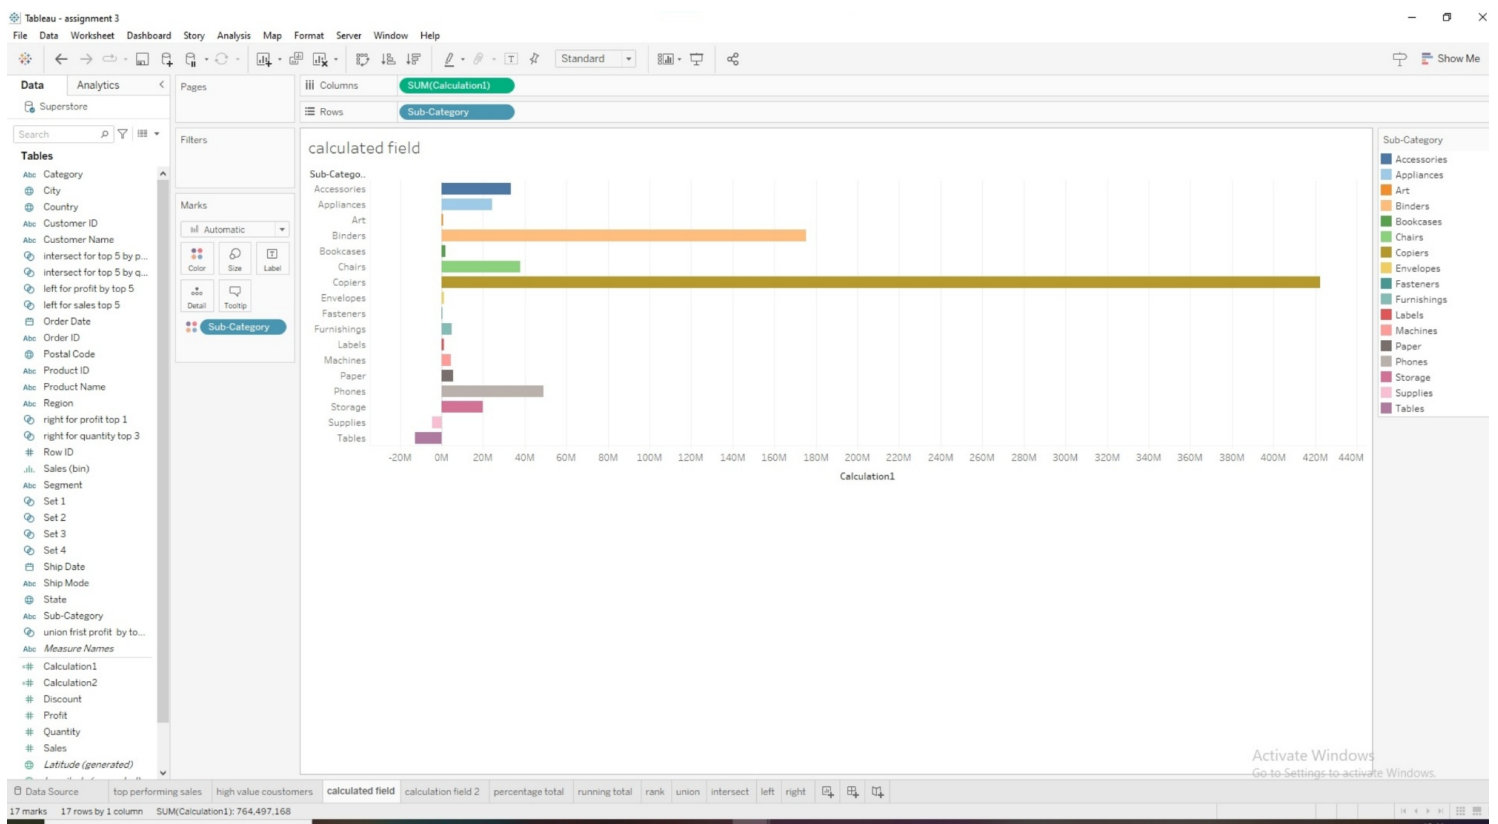 Tableau - assignment 3
File Data Worksheet Dashboard Story Analysis Map Format Server Window Help
Standard
Show Me
Data Analytics
Superstore
Search
Tables
Abc Category
City
Country
Abc Customer ID
Abc Customer Name
intersect for top 5 by p...
intersect for top 5 by q...
left for profit by top 5
left for sales top 5
Order Date
Abc Order ID
Postal Code
Abc Product ID
Abc Product Name
Abc Region
right for profit top 1
right for quantity top 3
# Row ID
Sales (bin)
Abc Segment
Set 1
Set 2
Set 3
Set 4
Ship Date
Abc Ship Mode
State
Abc Sub-Category
union frist profit by to...
Abc Measure Names
=# Calculation1
=# Calculation2
# Discount
# Profit
# Quantity
# Sales
Latitude (generated)
Pages
Filters
Marks
Automatic
Color Size Label
Detail Tooltip
Sub-Category
Columns SUM(Calculation1)
Rows Sub-Category
calculated field
Sub-Catego..
Accessories
Appliances
Art
Binders
Bookcases
Chairs
Copiers
Envelopes
Fasteners
Furnishings
Labels
Machines
Paper
Phones
Storage
Supplies
Tables
-20M 0M 20M 40M 60M 80M 100M 120M 140M 160M 180M 200M 220M 240M 260M 280M 300M 320M 340M 360M 380M 400M 420M 440M
Calculation1
Sub-Category
Accessories
Appliances
Art
Binders
Bookcases
Chairs
Copiers
Envelopes
Fasteners
Furnishings
Labels
Machines
Paper
Phones
Storage
Supplies
Tables
Activate Windows
Go to Settings to activate Windows.
Data Source top performing sales high value coustomers calculated field calculation field 2 percentage total running total rank union intersect left right
17 marks 17 rows by 1 column SUM(Calculation1): 764,497,168